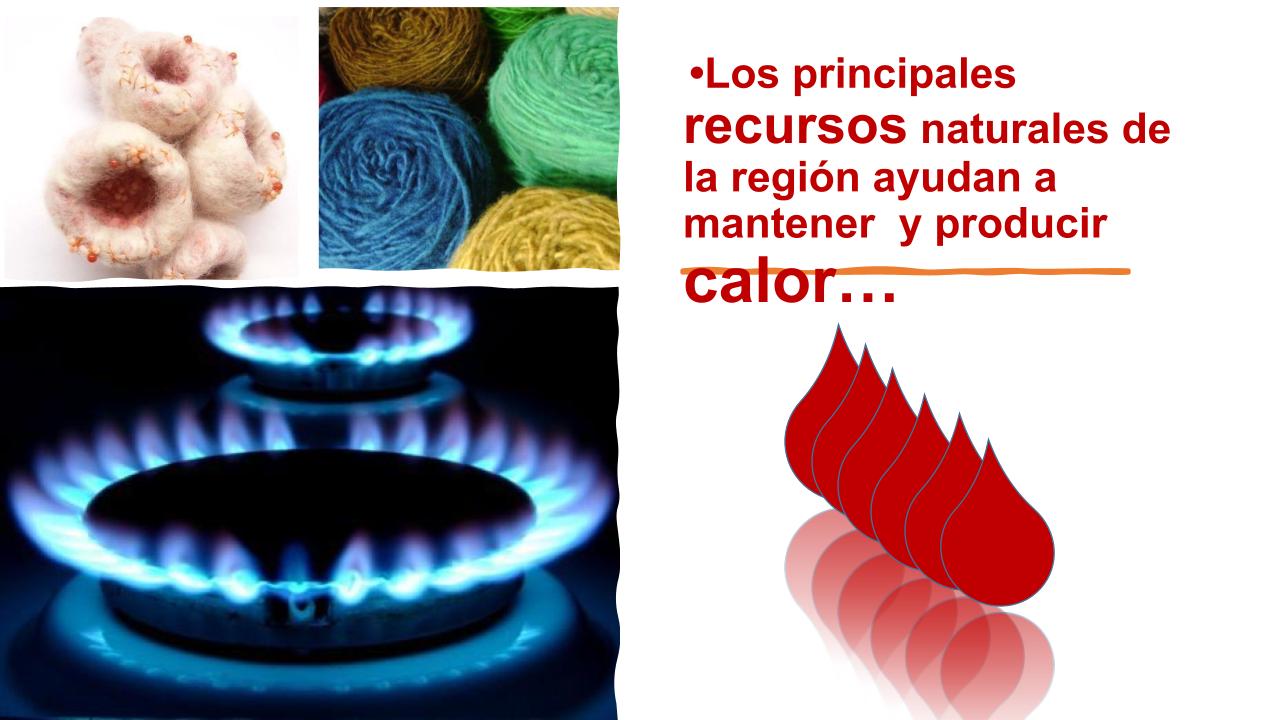 •Los principales
recursos naturales de
la región ayudan a
mantener  y producir
calor…